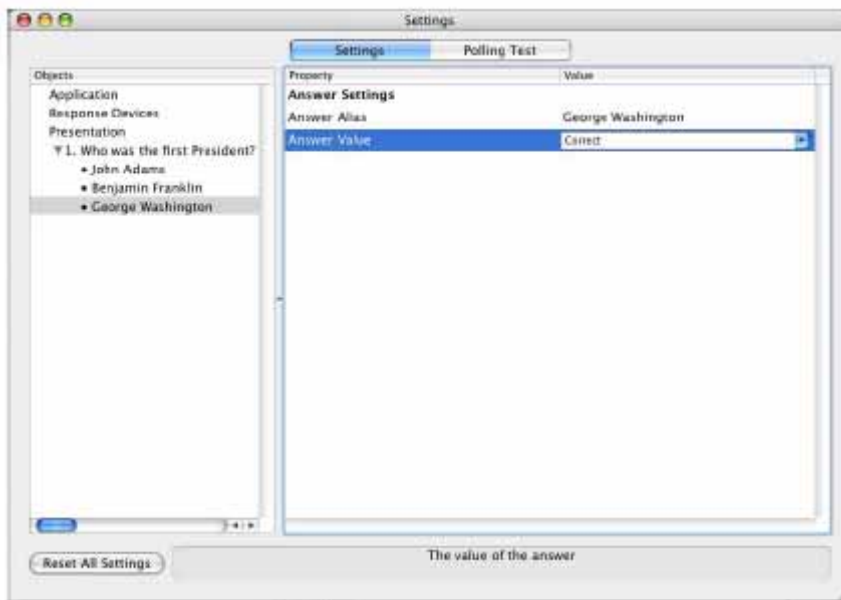 Settings
Settings Polling Test
Objects
Application
Response Devices
Presentation
1. Who was the first President?
• John Adams
• Benjamin Franklin
• George Washington
Property Value
Answer Settings
Answer Alias George Washington
Answer Value Correct
Reset All Settings
The value of the answer